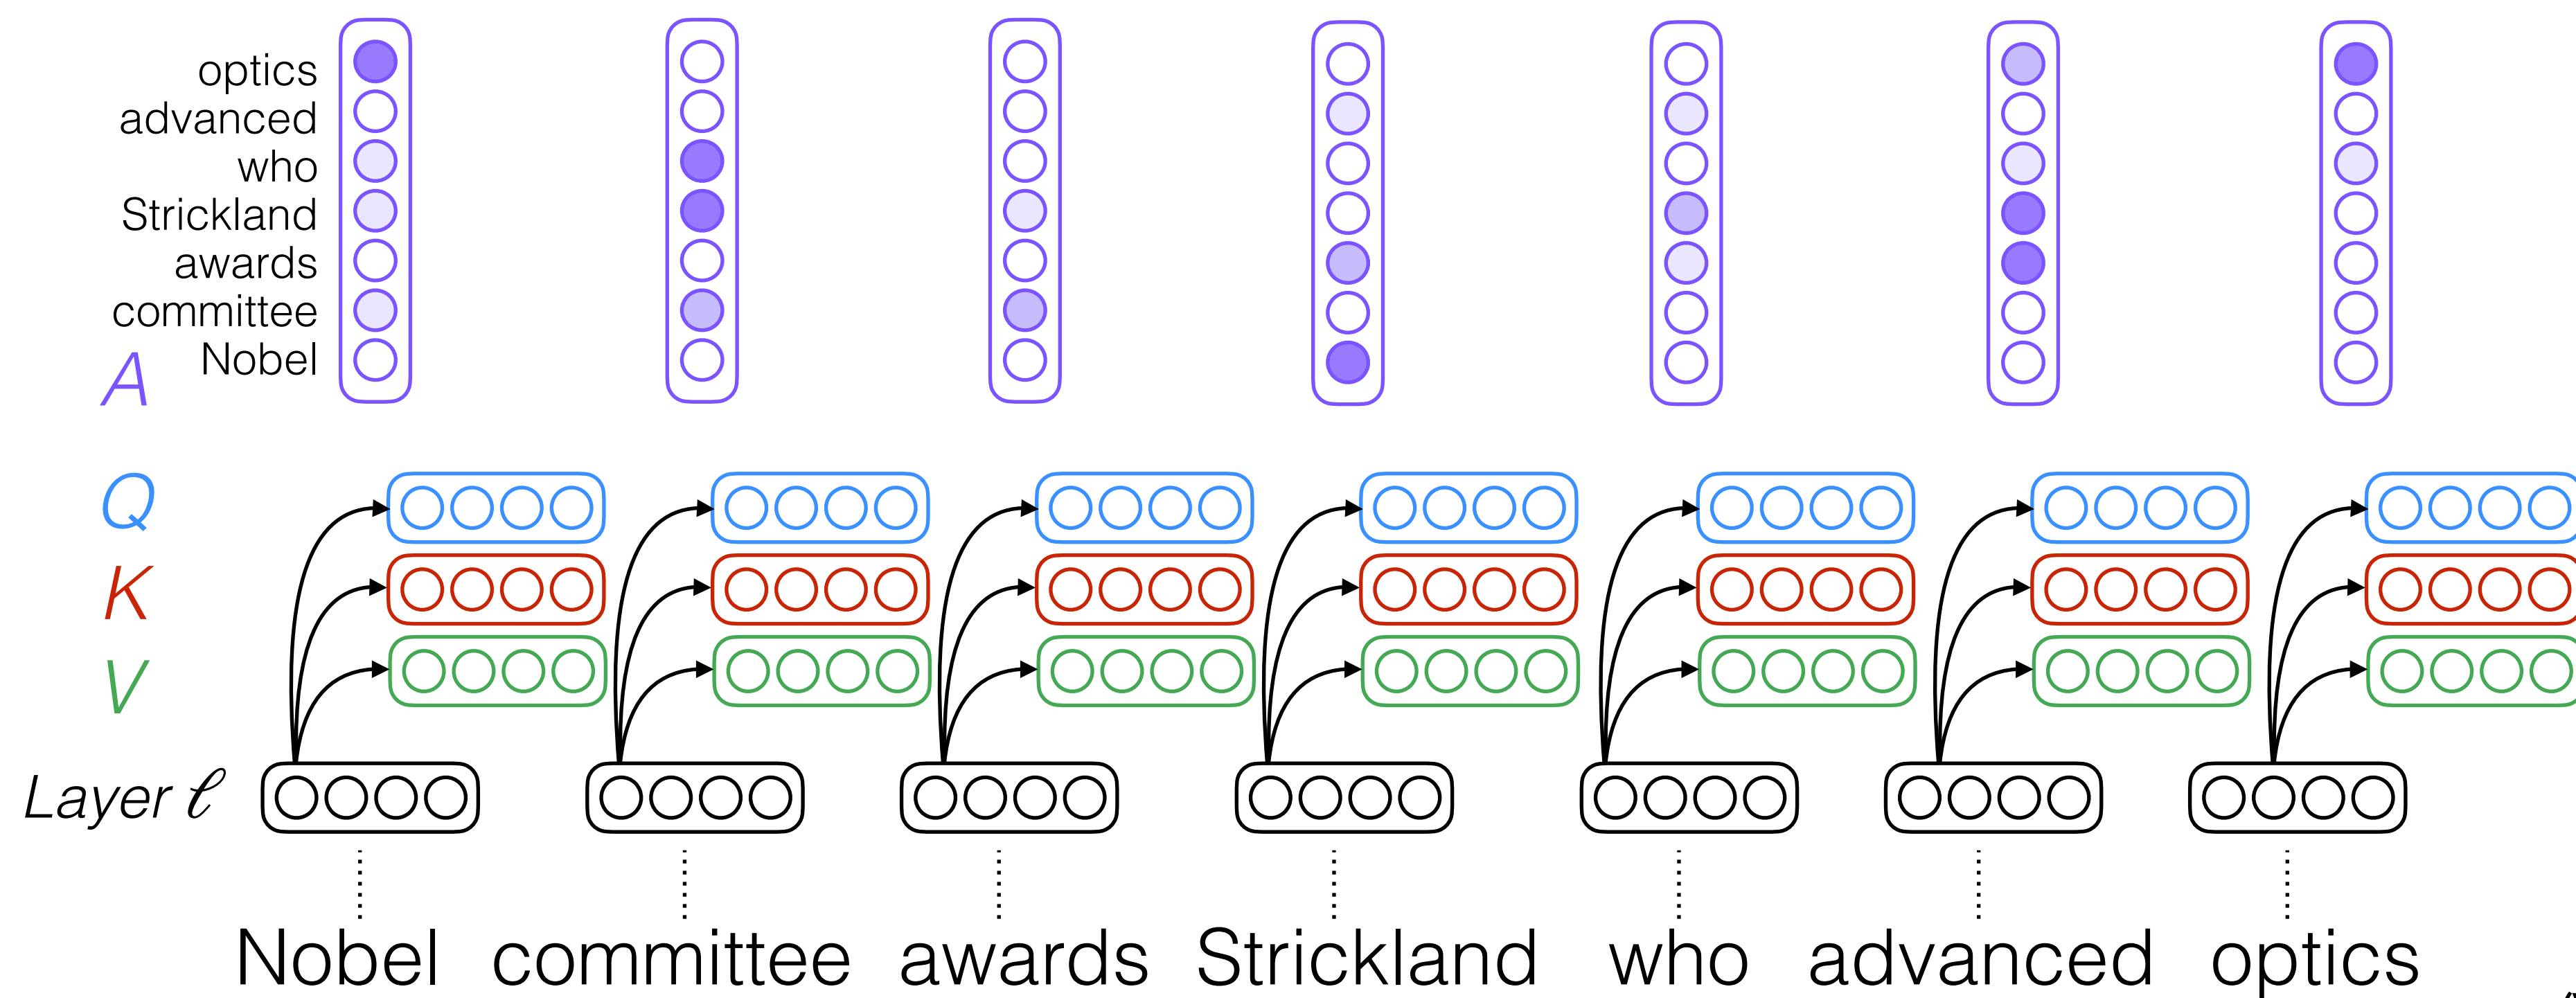 optics
advanced
who
Strickland
awards
committee
Nobel
A
Q
K
V
Layer ℓ
Nobel committee awards Strickland who advanced optics